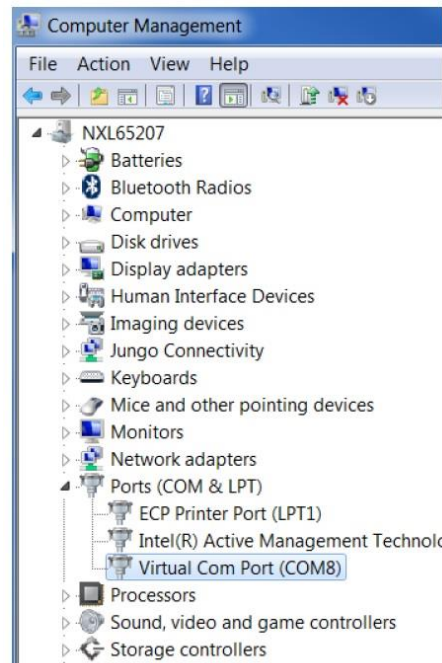 Computer Management
File Action View Help
NXL65207
Batteries
Bluetooth Radios
Computer
Disk drives
Display adapters
Human Interface Devices
Imaging devices
Jungo Connectivity
Keyboards
Mice and other pointing devices
Monitors
Network adapters
Ports (COM & LPT)
ECP Printer Port (LPT1)
Intel(R) Active Management Technolo
Virtual Com Port (COM8)
Processors
Sound, video and game controllers
Storage controllers